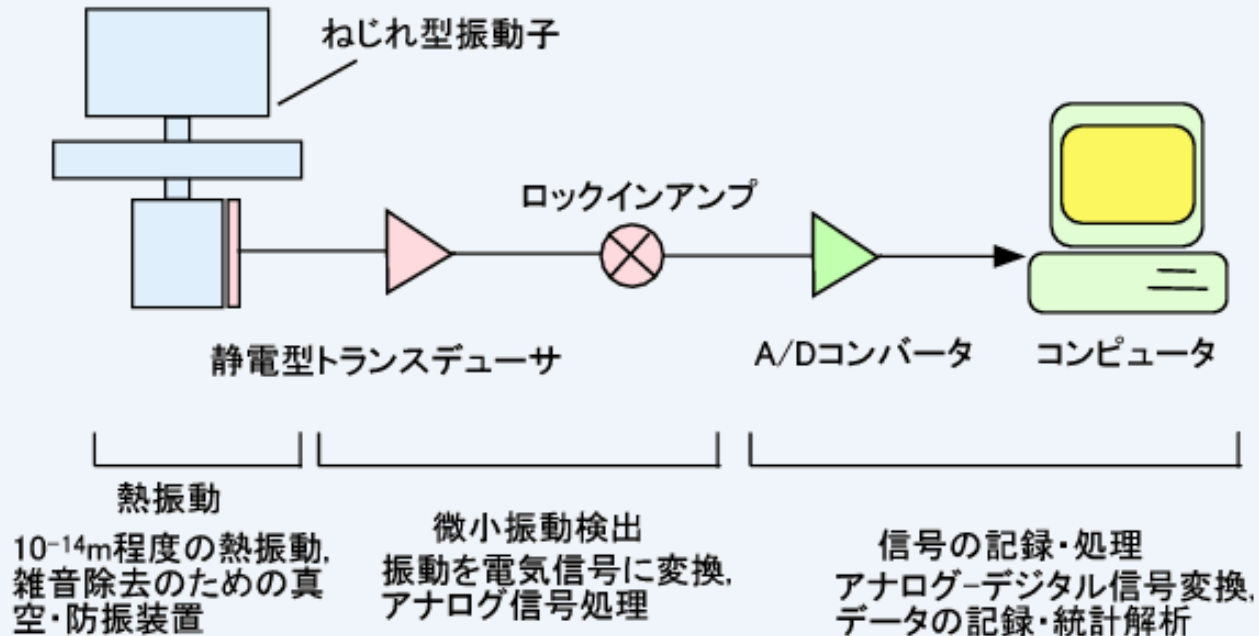 ねじれ型振動子
ロックインアンプ
静電型トランスデューサ
A/Dコンバータ
コンピュータ
熱振動
10⁻¹⁴m程度の熱振動,
雑音除去のための真
空・防振装置
微小振動検出
振動を電気信号に変換,
アナログ信号処理
信号の記録・処理
アナログ-デジタル信号変換,
データの記録・統計解析